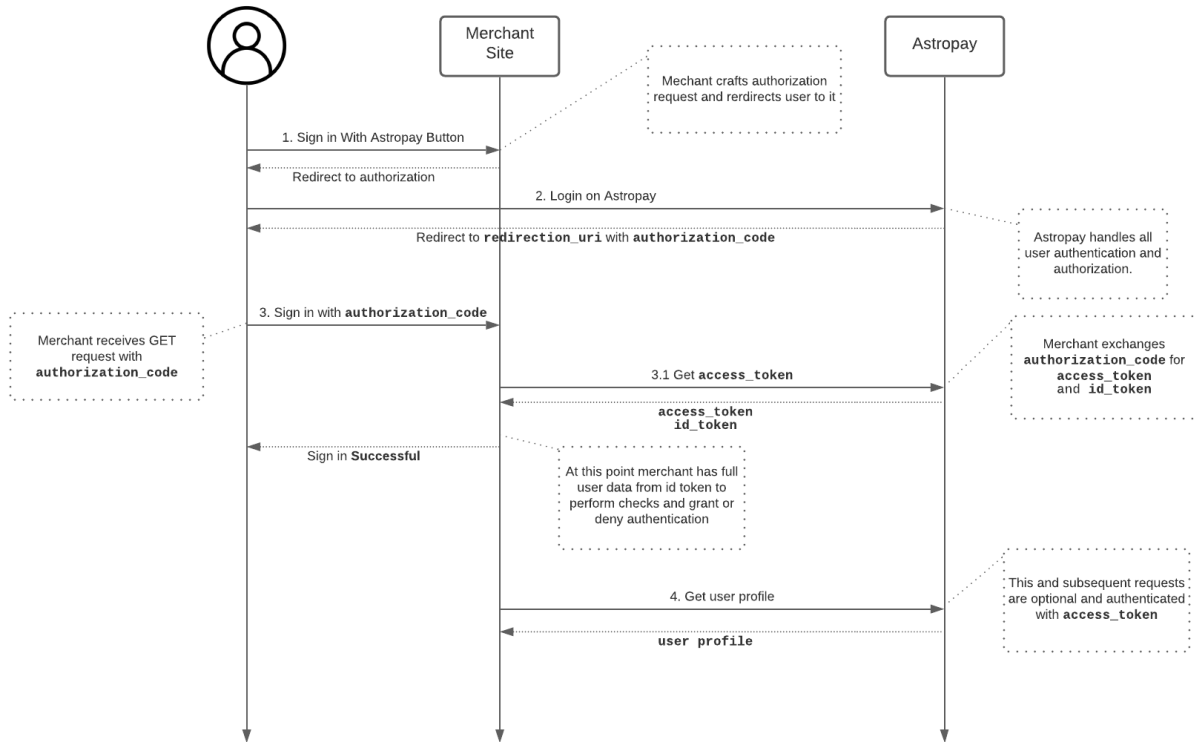 Merchant
Site
Astropay
Mechant crafts authorization
request and rerdirects user to it
1. Sign in With Astropay Button
Redirect to authorization
2. Login on Astropay
Redirect to redirection_uri with authorization_code
Astropay handles all
user authentication and
authorization.
3. Sign in with authorization_code
Merchant receives GET
request with
authorization_code
Merchant exchanges
authorization_code for
access_token
and id_token
3.1 Get access_token
access_token
id_token
Sign in Successful
At this point merchant has full
user data from id token to
perform checks and grant or
deny authentication
This and subsequent requests
are optional and authenticated
with access_token
4. Get user profile
user profile